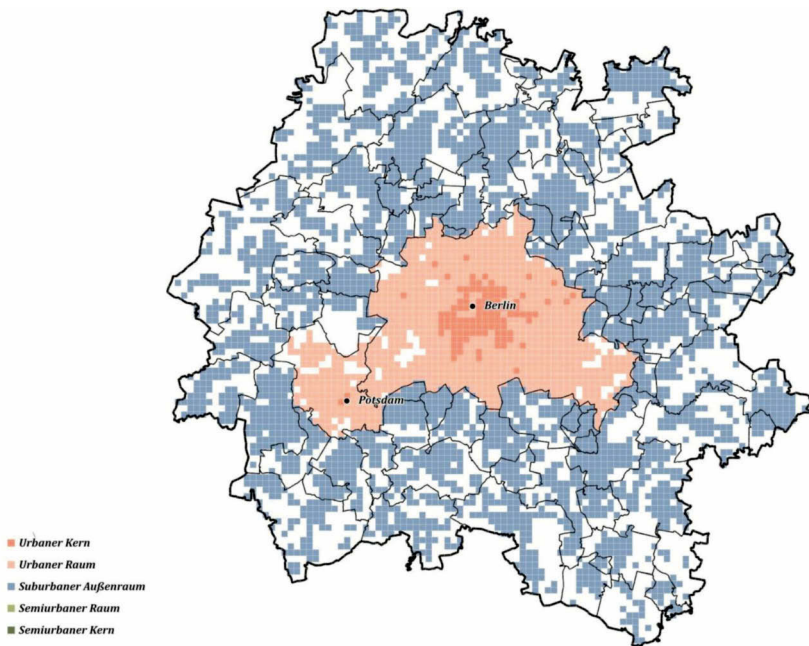 Berlin
Potsdam
Urbaner Kern
Urbaner Raum
Suburbaner Außenraum
Semiurbaner Raum
Semiurbaner Kern